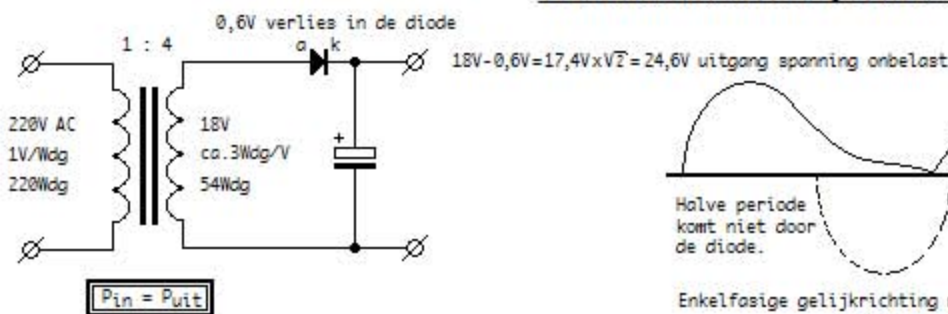 0,6V verlies in de diode
1 : 4
a k
18V-0,6V=17,4Vx√2=24,6V uitgang spanning onbelast
220V AC
1V/Wdg
220Wdg
18V
ca.3Wdg/V
54Wdg
+
Halve periode
komt niet door
de diode.
Pin = Puit
Enkelfasige gelijkrichting